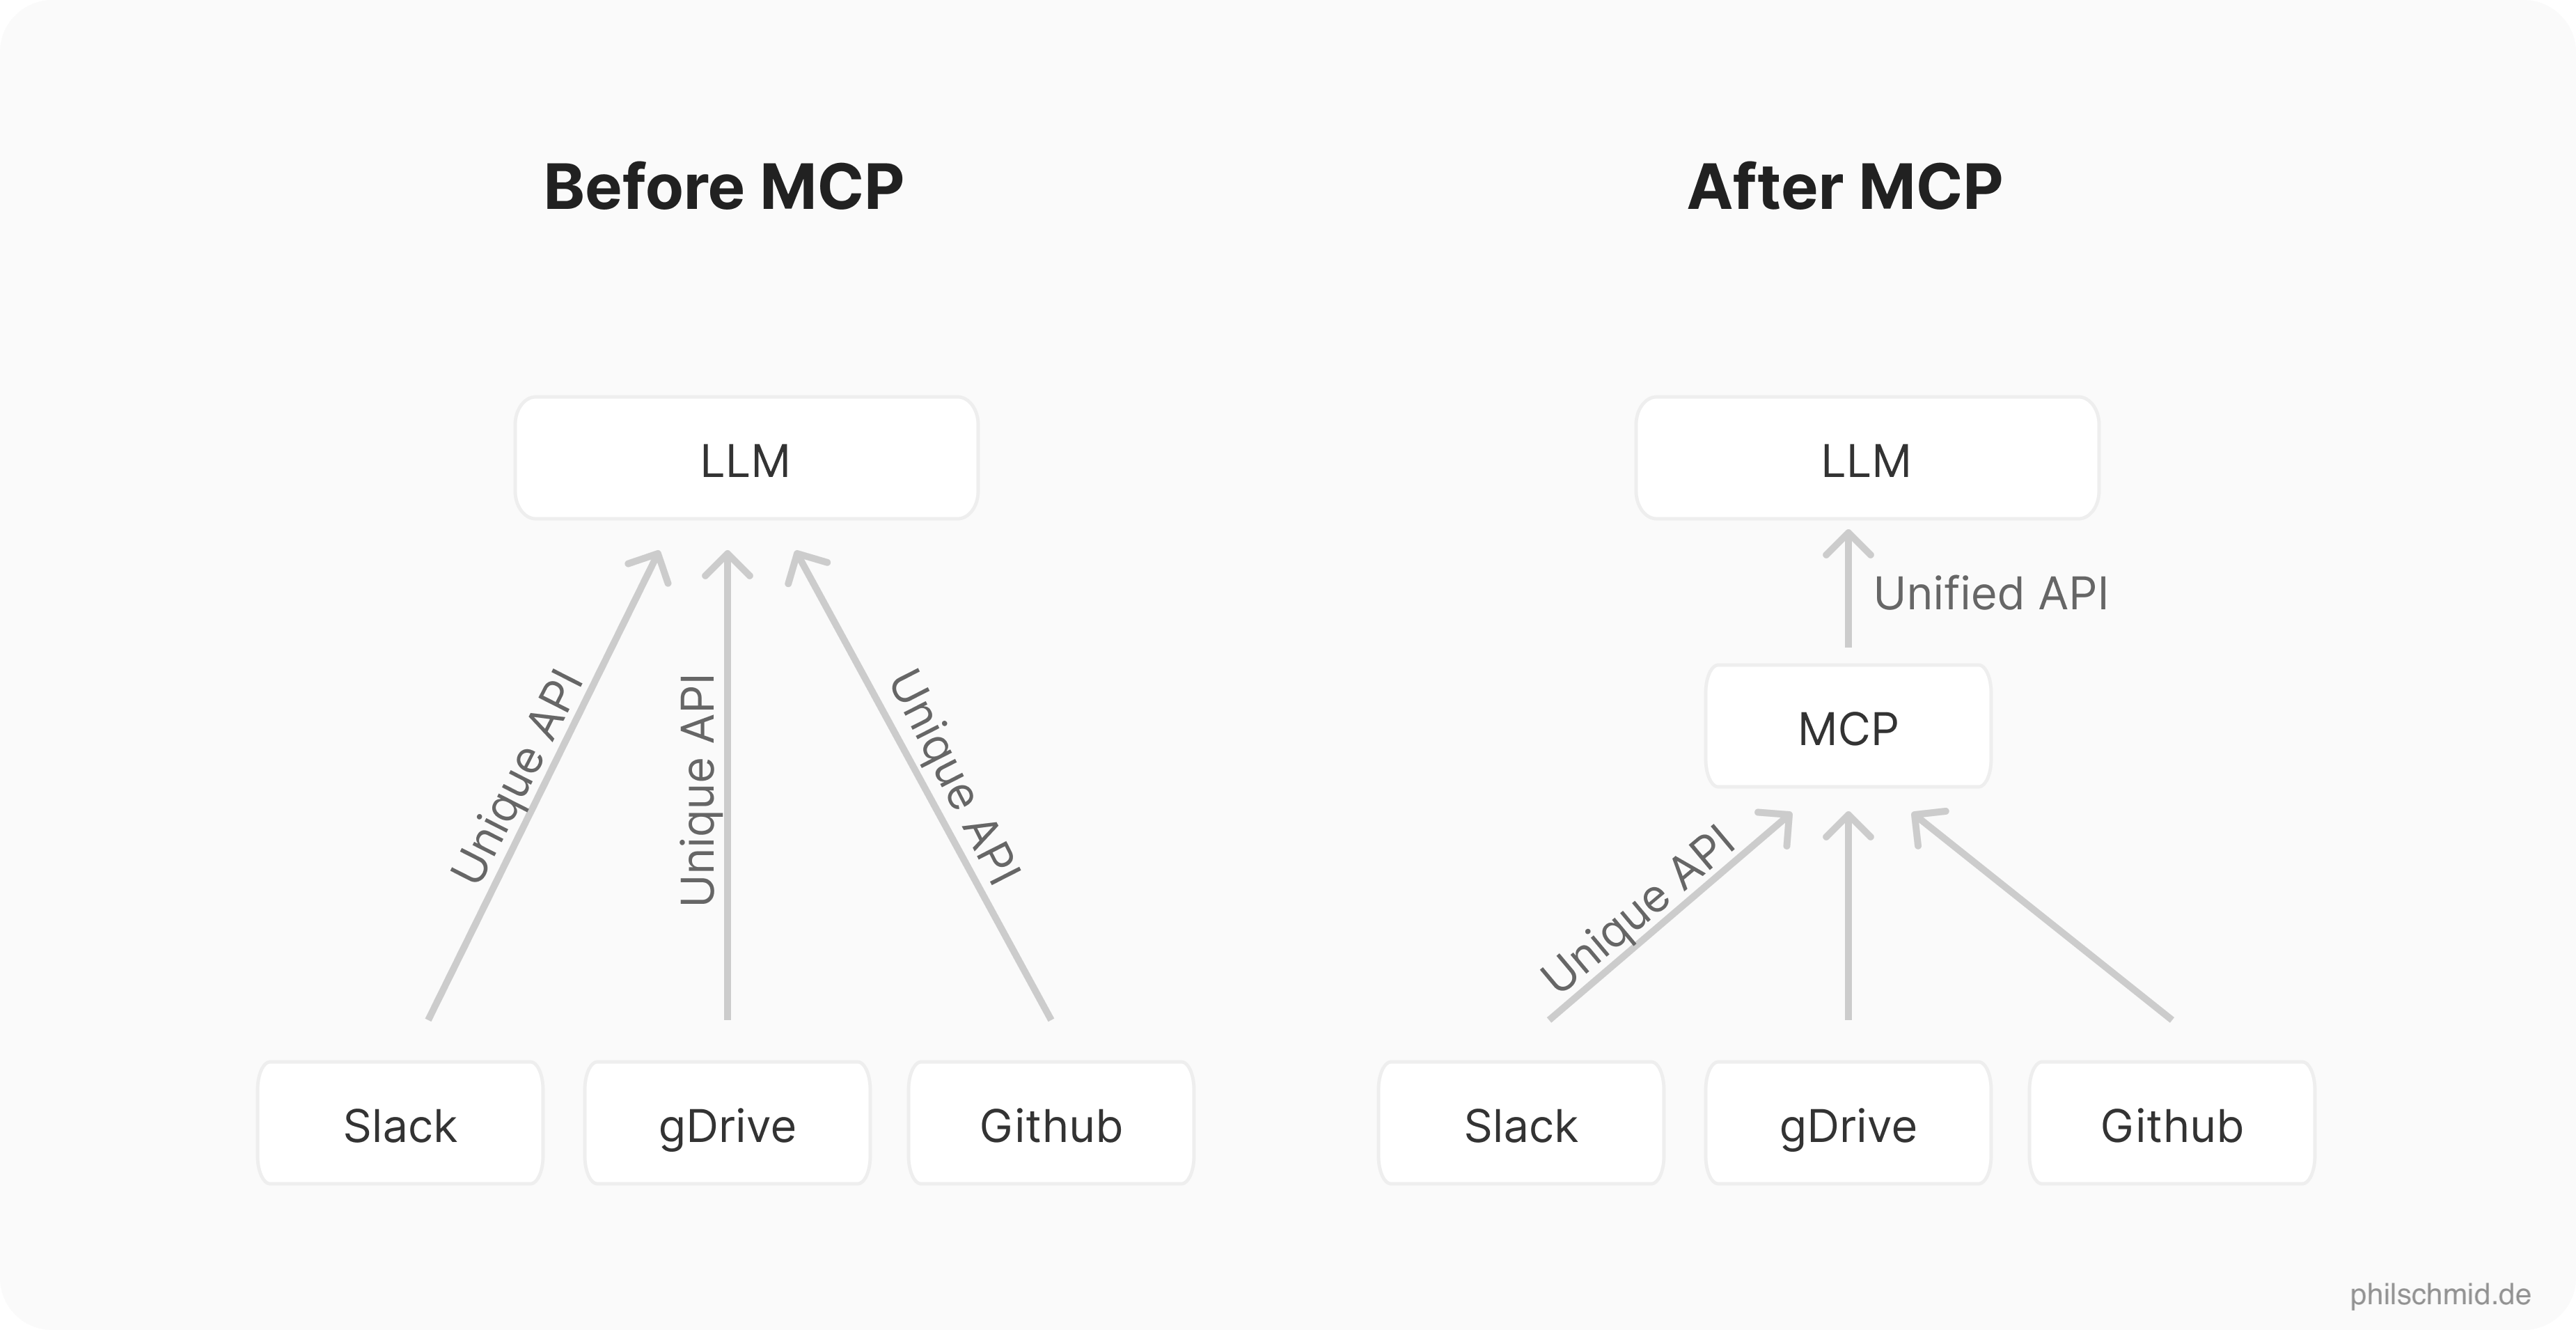 Before MCP
LLM
Unique API
Unique API
Unique API
Slack
gDrive
Github
After MCP
LLM
Unified API
MCP
Unique API
Slack
gDrive
Github
philschmid.de